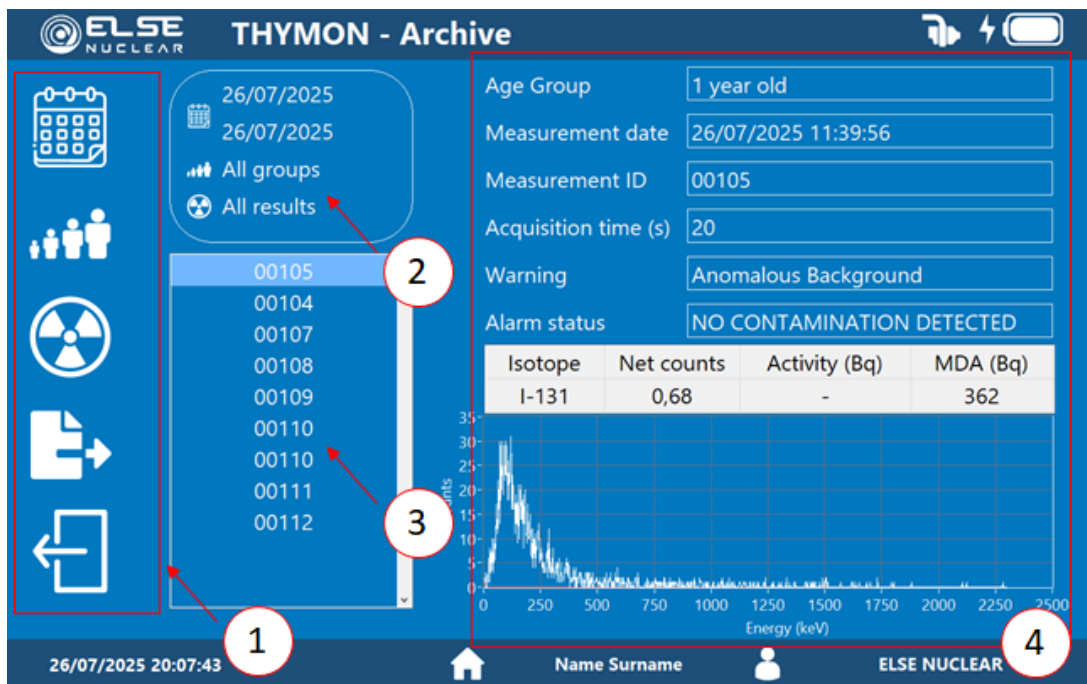 ELSE NUCLEAR THYMON - Archive
26/07/2025
26/07/2025
All groups
All results
2
00105
00104
00107
00108
00109
00110
00110
00111
00112
3
1
Age Group 1 year old
Measurement date 26/07/2025 11:39:56
Measurement ID 00105
Acquisition time (s) 20
Warning Anomalous Background
Alarm status NO CONTAMINATION DETECTED
Isotope Net counts Activity (Bq) MDA (Bq)
I-131 0,68 - 362
35
30
25
20
15
10
5
0
0 250 500 750 1000 1250 1500 1750 2000 2250 2500
Energy (keV)
4
26/07/2025 20:07:43 Name Surname ELSE NUCLEAR